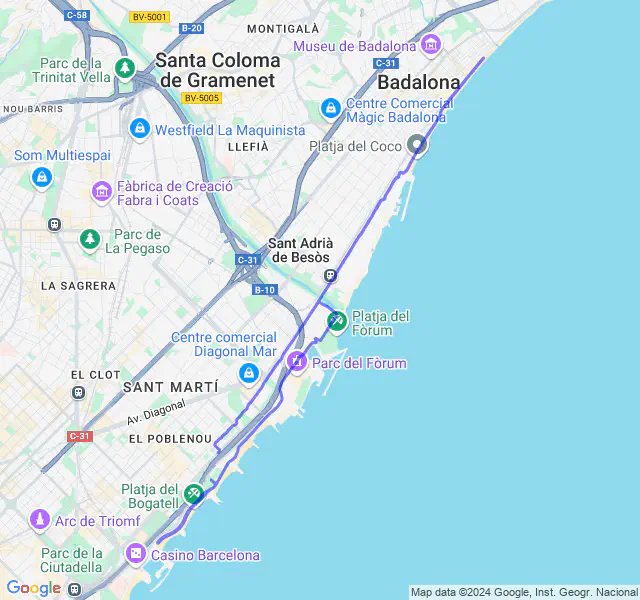 C-58
BV-5001
B-20
MONTIGALÀ
Museu de Badalona
Parc de la
Trinitat Vella
Santa Coloma
de Gramenet
C-31
Badalona
BV-5005
NOU BARRIS
Centre Comercial
Màgic Badalona
Westfield La Maquinista
Platja del Coco
LLEFIÀ
Som Multiespai
Fàbrica de Creació
Fabra i Coats
Parc de
La Pegaso
Sant Adrià
de Besòs
C-31
B-10
LA SAGRERA
Platja del
Fòrum
Centre comercial
Diagonal Mar
Parc del Fòrum
EL CLOT
SANT MARTÍ
Av. Diagonal
C-31
EL POBLENOU
Platja del
Bogatell
Arc de Triomf
Parc de la
Ciutadella
Casino Barcelona
Google
Map data ©2024 Google, Inst. Geogr. Nacional